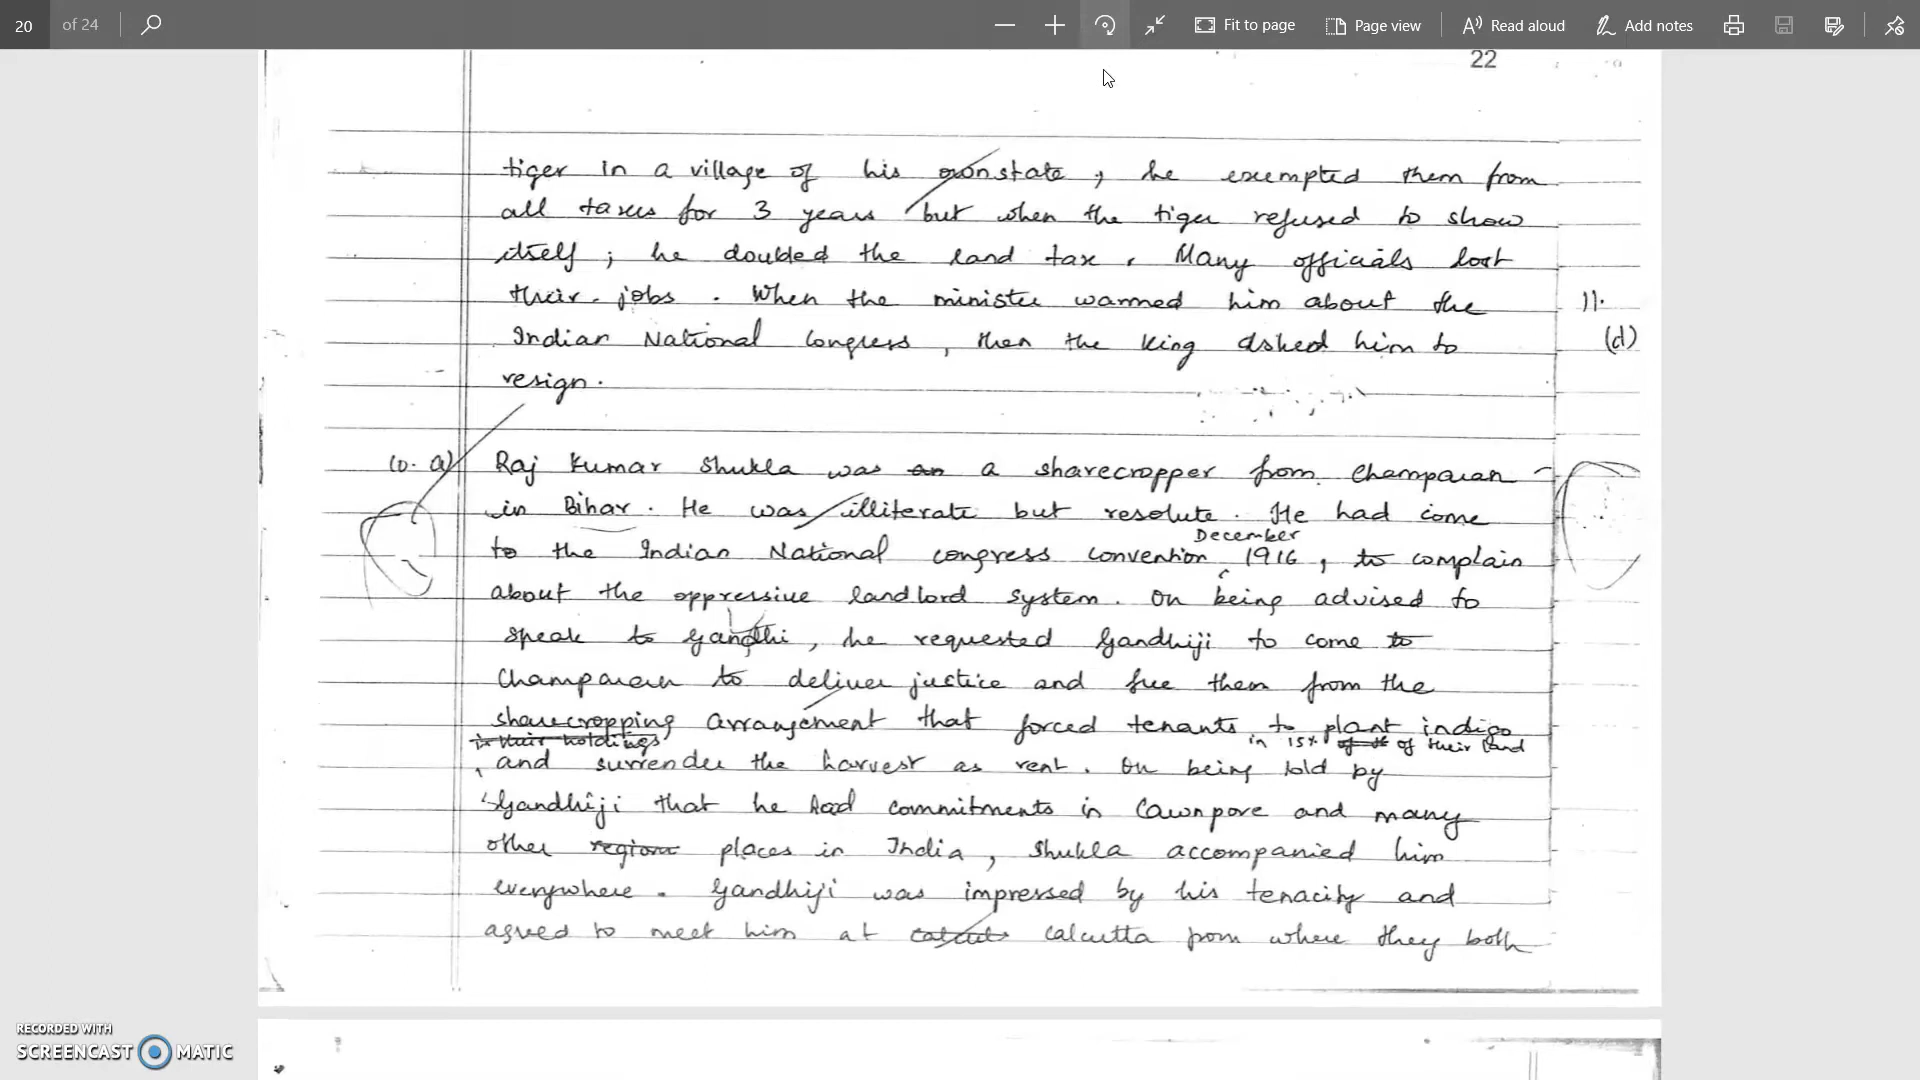 20 of 24 Fit to page Page view Read aloud Add notes
22
tiger in a village of his own state, he exempted them from
all taxes for 3 years but when the tiger refused to show
itself; he doubled the land tax. Many officials lost
their jobs. When the minister warned him about the
Indian National Congress, then the King asked him to
resign.
11.
(d)
10. a) Raj Kumar Shukla was an a sharecropper from Champaran
in Bihar. He was illiterate but resolute. He had come
December
to the Indian National Congress Convention 1916, to complain
about the oppressive landlord system. On being advised to
speak to Gandhi, he requested Gandhiji to come to
Champaran to deliver justice and free them from the
sharecropping arrangement that forced tenants to plant indigo
in their holdings in 15% of their land
and surrender the harvest as rent. On being told by
Gandhiji that he had commitments in Cawnpore and many
other regions places in India, Shukla accompanied him
everywhere. Gandhiji was impressed by his tenacity and
agreed to meet him at Calcutta from where they both
RECORDED WITH
SCREENCAST MATIC